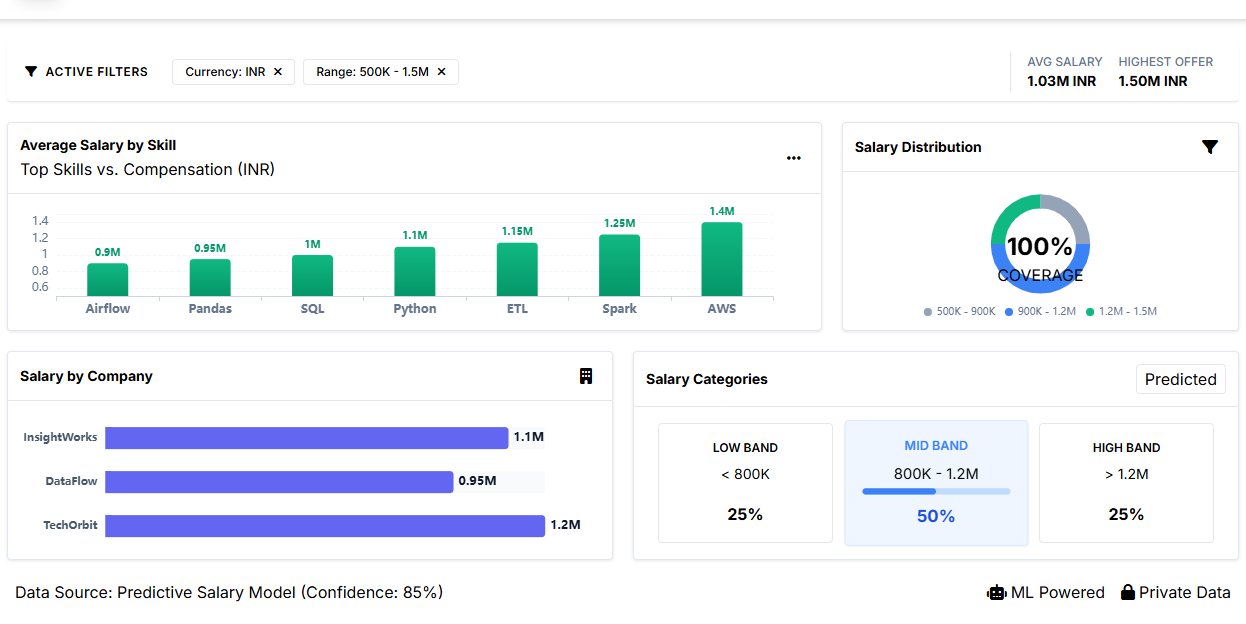 ACTIVE FILTERS
Currency: INR ✕
Range: 500K - 1.5M ✕
AVG SALARY
1.03M INR
HIGHEST OFFER
1.50M INR
Average Salary by Skill
Top Skills vs. Compensation (INR)
1.4
1.2
1
0.8
0.6
0.9M
0.95M
1M
1.1M
1.15M
1.25M
1.4M
Airflow
Pandas
SQL
Python
ETL
Spark
AWS
Salary Distribution
100%
COVERAGE
500K - 900K
900K - 1.2M
1.2M - 1.5M
Salary by Company
InsightWorks 1.1M
DataFlow 0.95M
TechOrbit 1.2M
Salary Categories
Predicted
LOW BAND
< 800K
25%
MID BAND
800K - 1.2M
50%
HIGH BAND
> 1.2M
25%
Data Source: Predictive Salary Model (Confidence: 85%)
ML Powered
Private Data